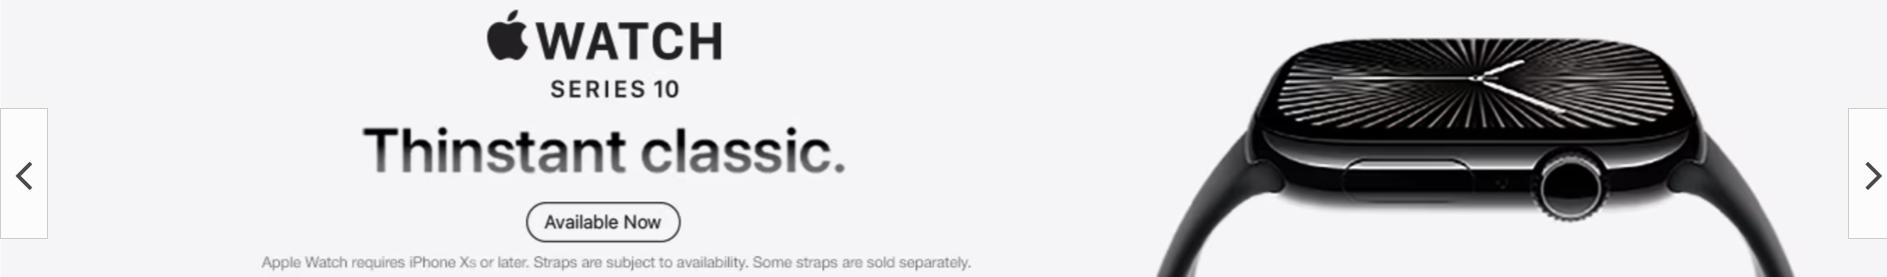 WATCH
SERIES 10
Thinstant classic.
Available Now
Apple Watch requires iPhone Xs or later. Straps are subject to availability. Some straps are sold separately.